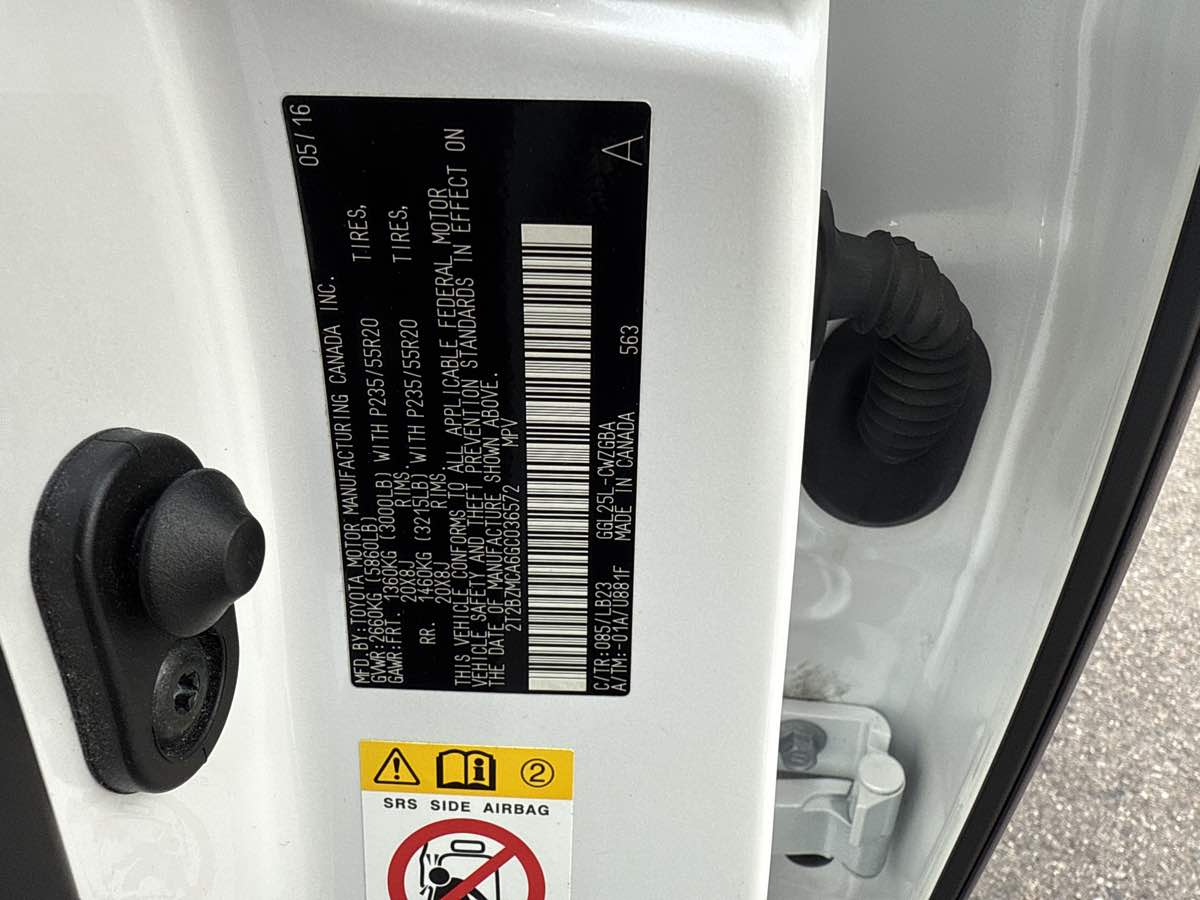 05/16
MFD.BY:TOYOTA MOTOR MANUFACTURING CANADA INC.
GVWR:2660KG (5860LB)
GAWR:FRT. 1360KG (3000LB) WITH P235/55R20 TIRES,
20X8J RIMS.
RR. 1460KG (3215LB) WITH P235/55R20 TIRES,
20X8J RIMS.
THIS VEHICLE CONFORMS TO ALL APPLICABLE FEDERAL MOTOR
VEHICLE SAFETY AND THEFT PREVENTION STANDARDS IN EFFECT ON
THE DATE OF MANUFACTURE SHOWN ABOVE.
2T2BZMCA6GC036572 MPV
C/TR:085/LB23 GGL25L-CWZGBA
A/TM:-01A/U881F MADE IN CANADA 563 A
2
SRS SIDE AIRBAG